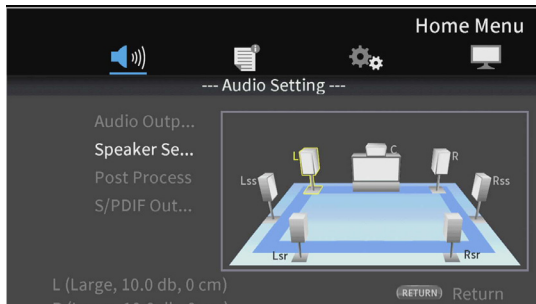 Home Menu
--- Audio Setting ---
Audio Outp...
Speaker Se...
Post Process
S/PDIF Out...
L
C
R
Lss
Rss
Lsr
Rsr
L (Large, 10.0 db, 0 cm)
RETURN Return